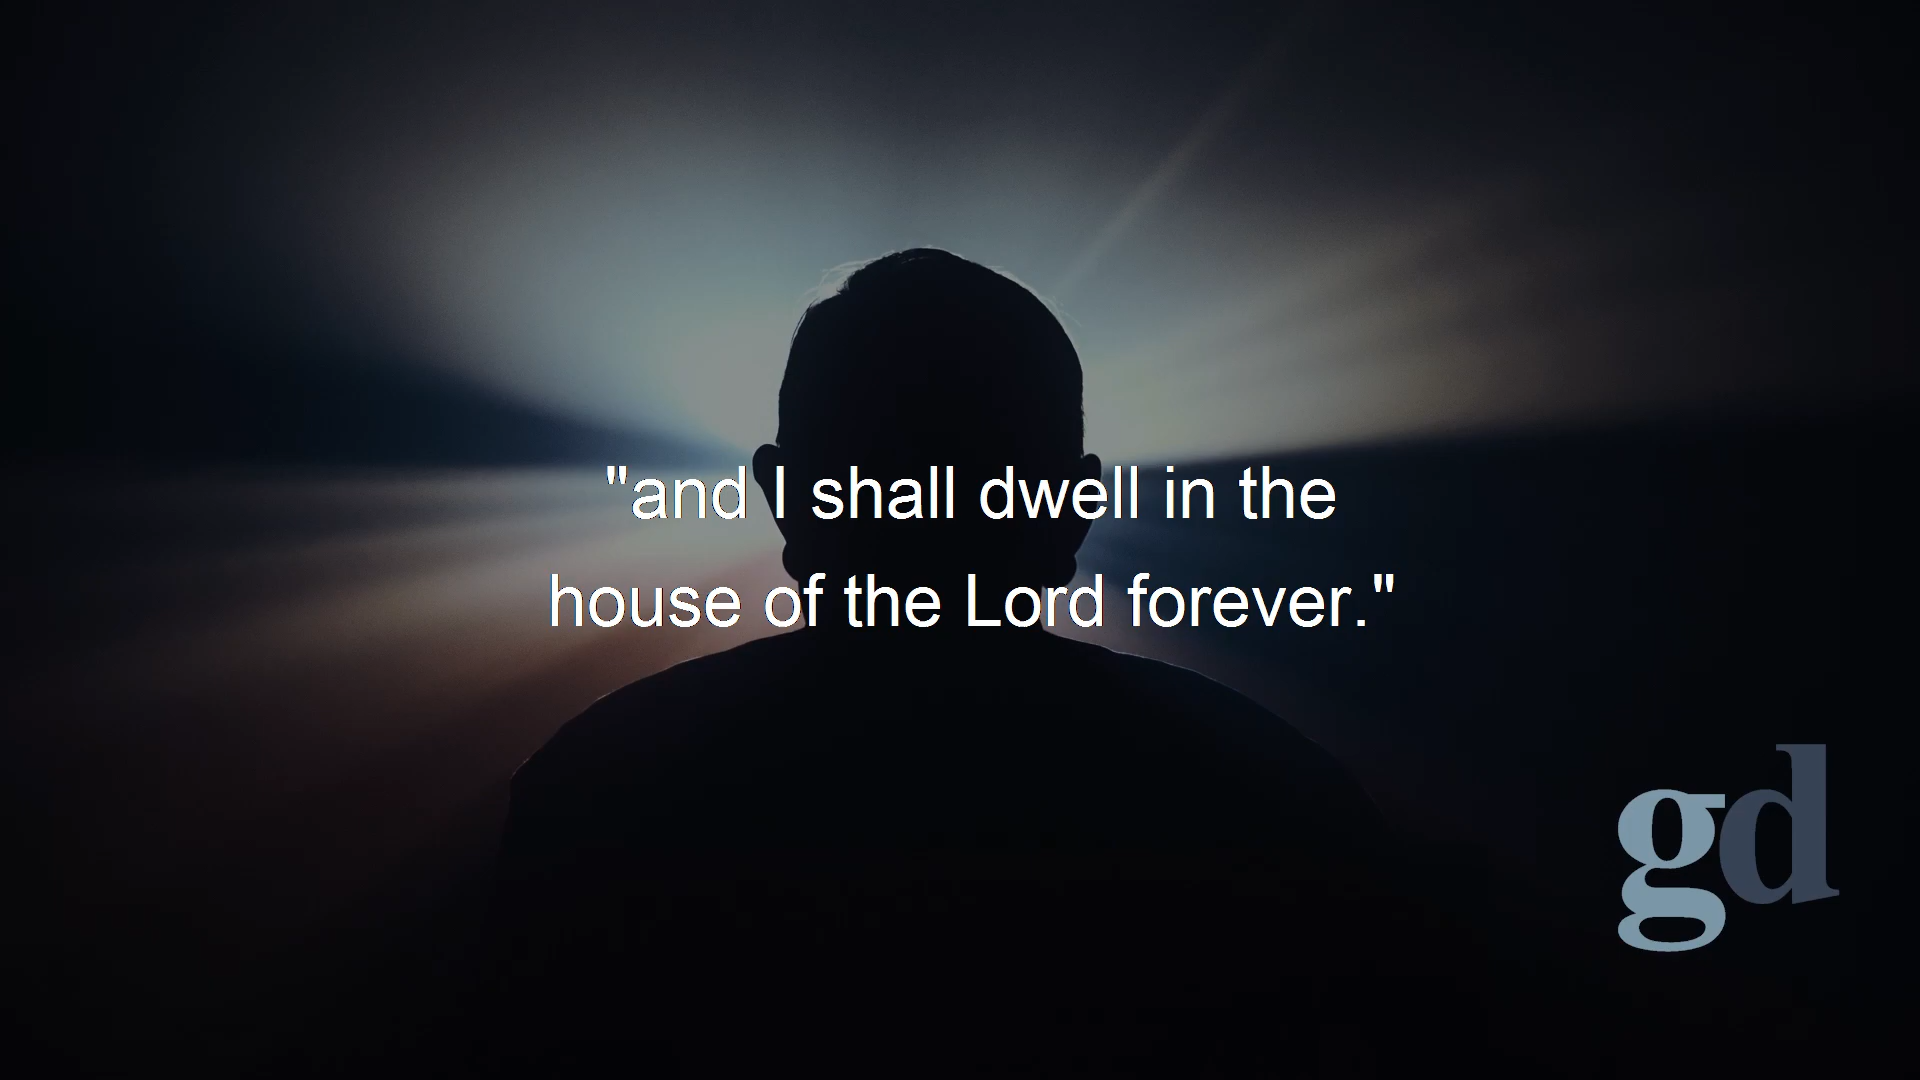 "and I shall dwell in the
house of the Lord forever."
gd